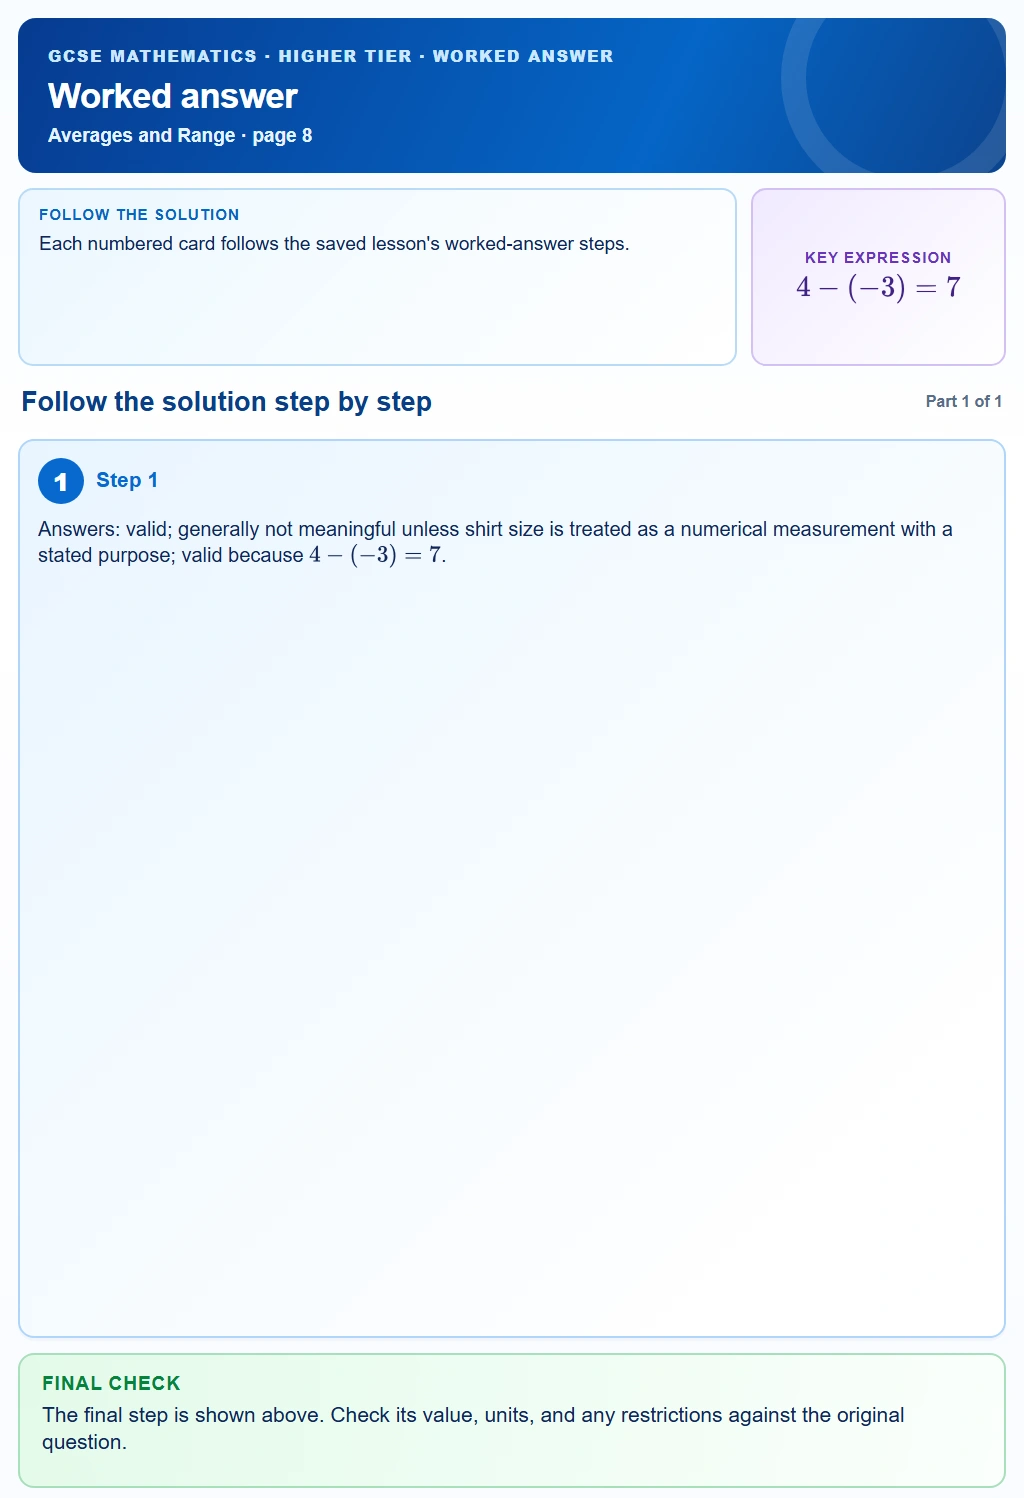 GCSE MATHEMATICS · HIGHER TIER · WORKED ANSWER
Worked answer
Averages and Range · page 8
FOLLOW THE SOLUTION
Each numbered card follows the saved lesson's worked-answer steps.
KEY EXPRESSION
4 − (−3) = 7
Follow the solution step by step
Part 1 of 1
1 Step 1
Answers: valid; generally not meaningful unless shirt size is treated as a numerical measurement with a
stated purpose; valid because 4 − (−3) = 7.
FINAL CHECK
The final step is shown above. Check its value, units, and any restrictions against the original
question.